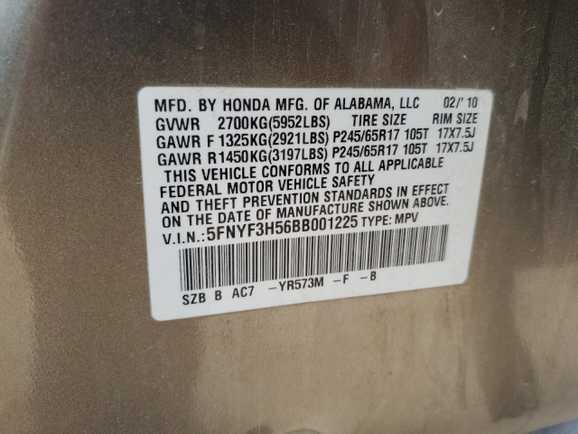 MFD. BY HONDA MFG. OF ALABAMA, LLC 02/'10
GVWR 2700KG(5952LBS) TIRE SIZE RIM SIZE
GAWR F 1325KG(2921LBS) P245/65R17 105T 17X7.5J
GAWR R 1450KG(3197LBS) P245/65R17 105T 17X7.5J
THIS VEHICLE CONFORMS TO ALL APPLICABLE
FEDERAL MOTOR VEHICLE SAFETY
AND THEFT PREVENTION STANDARDS IN EFFECT
ON THE DATE OF MANUFACTURE SHOWN ABOVE.
V.I.N.:5FNYF3H56BB001225 TYPE: MPV
SZB B AC7 -YR573M -F -B